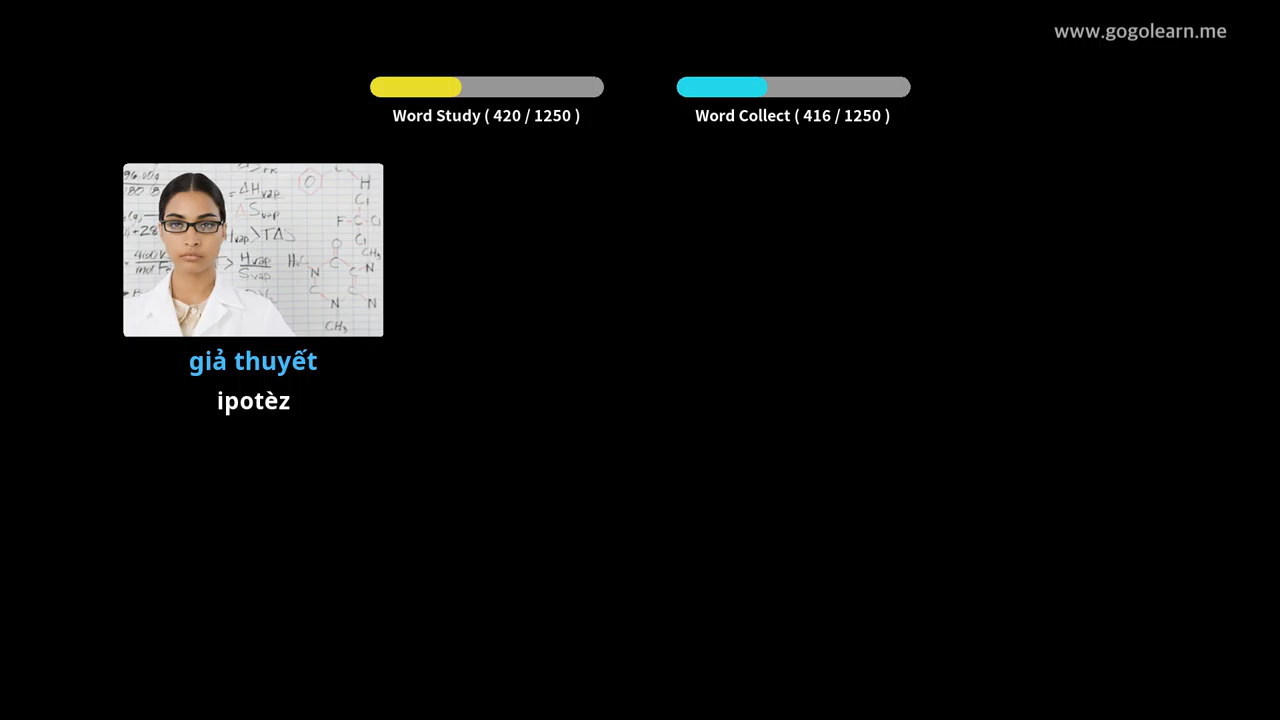 www.gogolearn.me
Word Study ( 420 / 1250 )
Word Collect ( 416 / 1250 )
giả thuyết
ipotèz